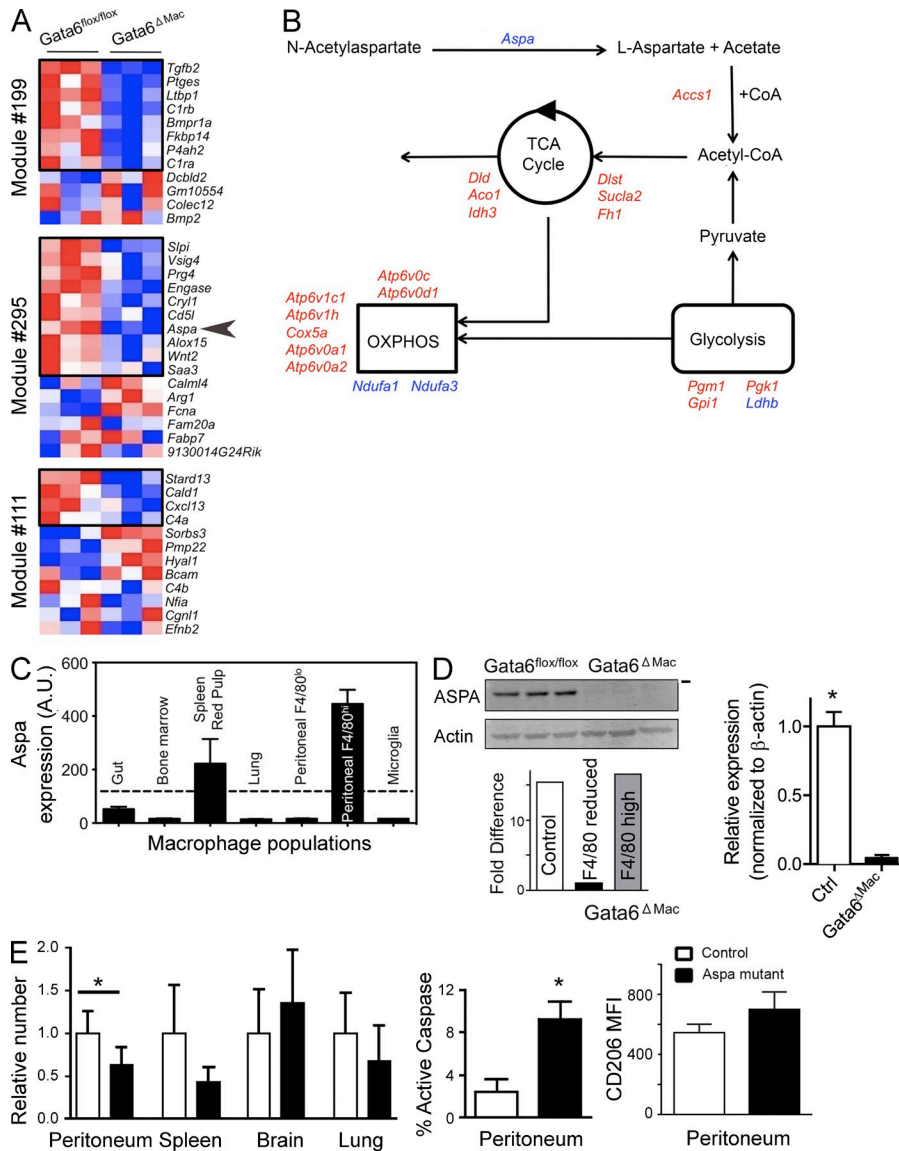 A
Gata6flox/flox Gata6ΔMac
Module #199
Tgfb2
Ptges
Ltbp1
C1rb
Bmpr1a
Fkbp14
P4ah2
C1ra
Dcbld2
Gm10554
Colec12
Bmp2
Module #295
Slpi
Vsig4
Prg4
Engase
Cryl1
Cd5l
Aspa
Alox15
Wnt2
Saa3
Calml4
Arg1
Fcna
Fam20a
Fabp7
9130014G24Rik
Module #111
Stard13
Cald1
Cxcl13
C4a
Sorbs3
Pmp22
Hyal1
Bcam
C4b
Nfia
Cgnl1
Efnb2
B
N-Acetylaspartate Aspa L-Aspartate + Acetate
Accs1 +CoA
TCA
Cycle
Acetyl-CoA
Dld
Aco1
Idh3
Dlst
Sucla2
Fh1
Pyruvate
Atp6v0c
Atp6v0d1
Atp6v1c1
Atp6v1h
Cox5a
Atp6v0a1
Atp6v0a2
OXPHOS
Ndufa1 Ndufa3
Glycolysis
Pgm1 Pgk1
Gpi1 Ldhb
C
Aspa
expression (A.U.)
600
400
200
0
Gut
Bone marrow
Spleen
Red Pulp
Lung
Peritoneal F4/80lo
Peritoneal F4/80hi
Microglia
Macrophage populations
D
Gata6flox/flox Gata6ΔMac
ASPA
Actin
Fold Difference
15
10
5
0
Control
F4/80 reduced
F4/80 high
Gata6ΔMac
Relative expression
(normalized to β-actin)
1.0
0.5
0.0
*
Ctrl
Gata6ΔMac
E
Relative number
2.0
1.5
1.0
0.5
0.0
*
Peritoneum Spleen Brain Lung
% Active Caspase
12
8
4
0
*
Peritoneum
Control
Aspa mutant
CD206 MFI
800
400
0
Peritoneum